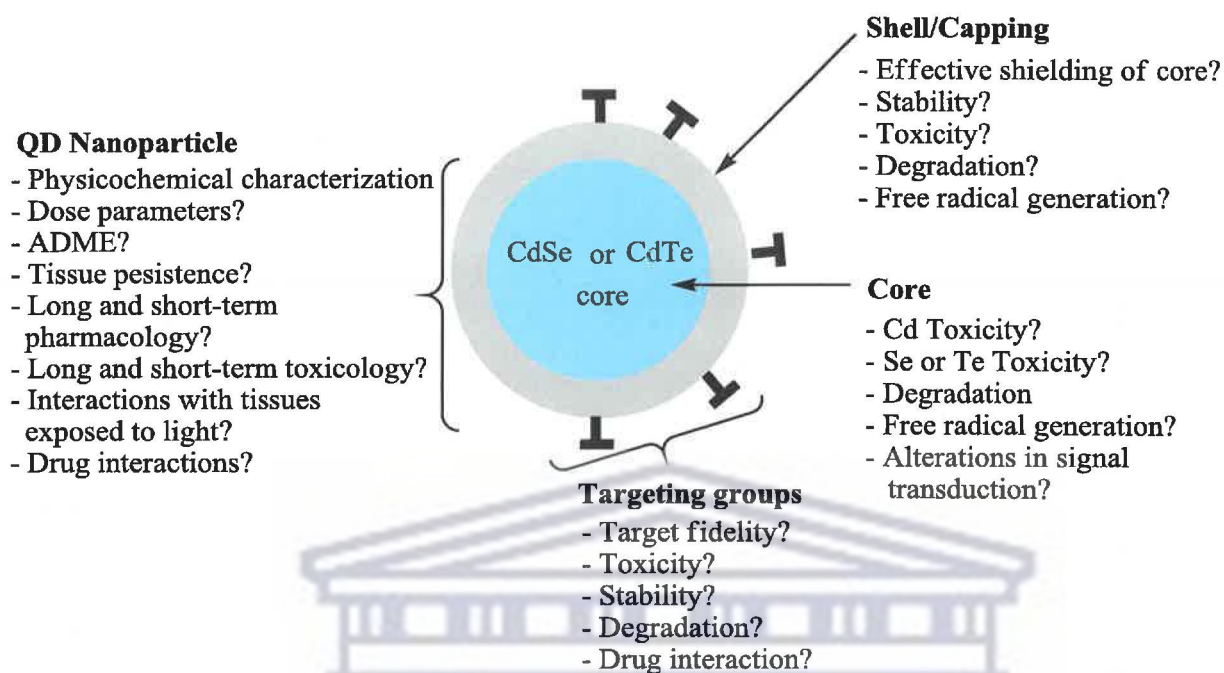 Shell/Capping
- Effective shielding of core?
- Stability?
- Toxicity?
- Degradation?
- Free radical generation?
QD Nanoparticle
- Physicochemical characterization
- Dose parameters?
- ADME?
- Tissue pesistence?
- Long and short-term
pharmacology?
- Long and short-term toxicology?
- Interactions with tissues
exposed to light?
- Drug interactions?
CdSe or CdTe
core
Core
- Cd Toxicity?
- Se or Te Toxicity?
- Degradation
- Free radical generation?
- Alterations in signal
transduction?
Targeting groups
- Target fidelity?
- Toxicity?
- Stability?
- Degradation?
- Drug interaction?